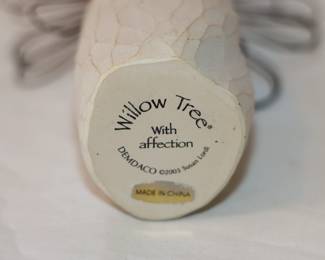 Willow Tree®
With
affection
DEMDACO ©2003 Susan Lordi
MADE IN CHINA